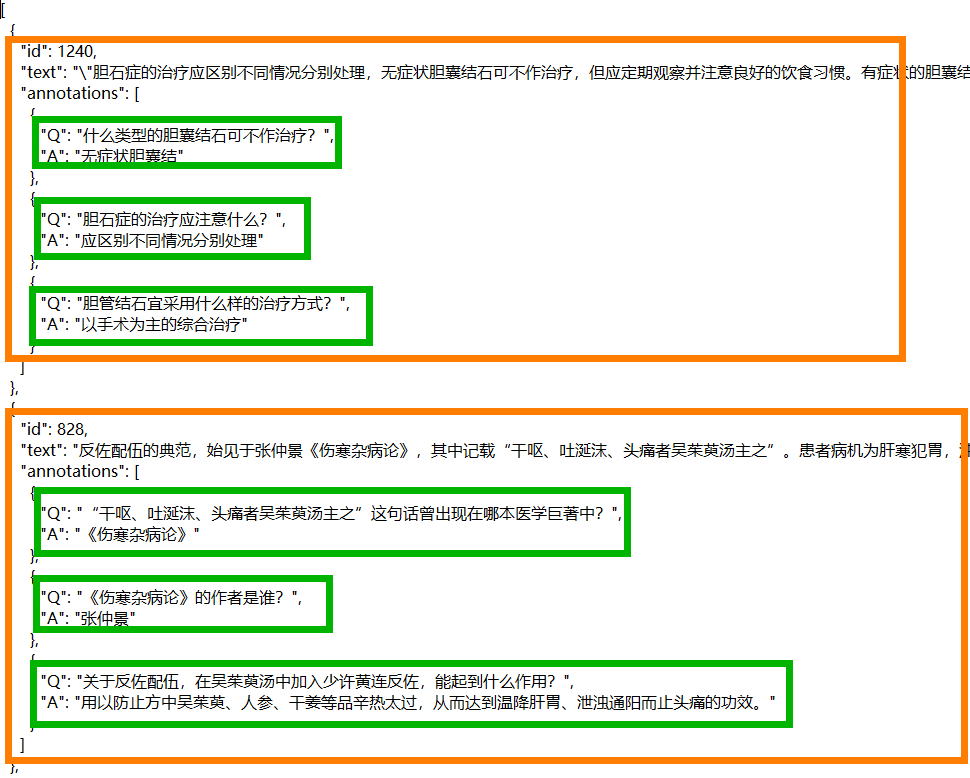 [
{
"id": 1240,
"text": "\"胆石症的治疗应区别不同情况分别处理，无症状胆囊结石可不作治疗，但应定期观察并注意良好的饮食习惯。有症状的胆囊结
"annotations": [
{
"Q": "什么类型的胆囊结石可不作治疗？",
"A": "无症状胆囊结"
},
{
"Q": "胆石症的治疗应注意什么？",
"A": "应区别不同情况分别处理"
},
{
"Q": "胆管结石宜采用什么样的治疗方式？",
"A": "以手术为主的综合治疗"
}
]
},
{
"id": 828,
"text": "反佐配伍的典范，始见于张仲景《伤寒杂病论》，其中记载“干呕、吐涎沫、头痛者吴茱萸汤主之”。患者病机为肝寒犯胃，
"annotations": [
{
"Q": "“干呕、吐涎沫、头痛者吴茱萸汤主之”这句话曾出现在哪本医学巨著中？",
"A": "《伤寒杂病论》"
},
{
"Q": "《伤寒杂病论》的作者是谁？",
"A": "张仲景"
},
{
"Q": "关于反佐配伍，在吴茱萸汤中加入少许黄连反佐，能起到什么作用？",
"A": "用以防止方中吴茱萸、人参、干姜等品辛热太过，从而达到温降肝胃、泄浊通阳而止头痛的功效。"
}
]
},